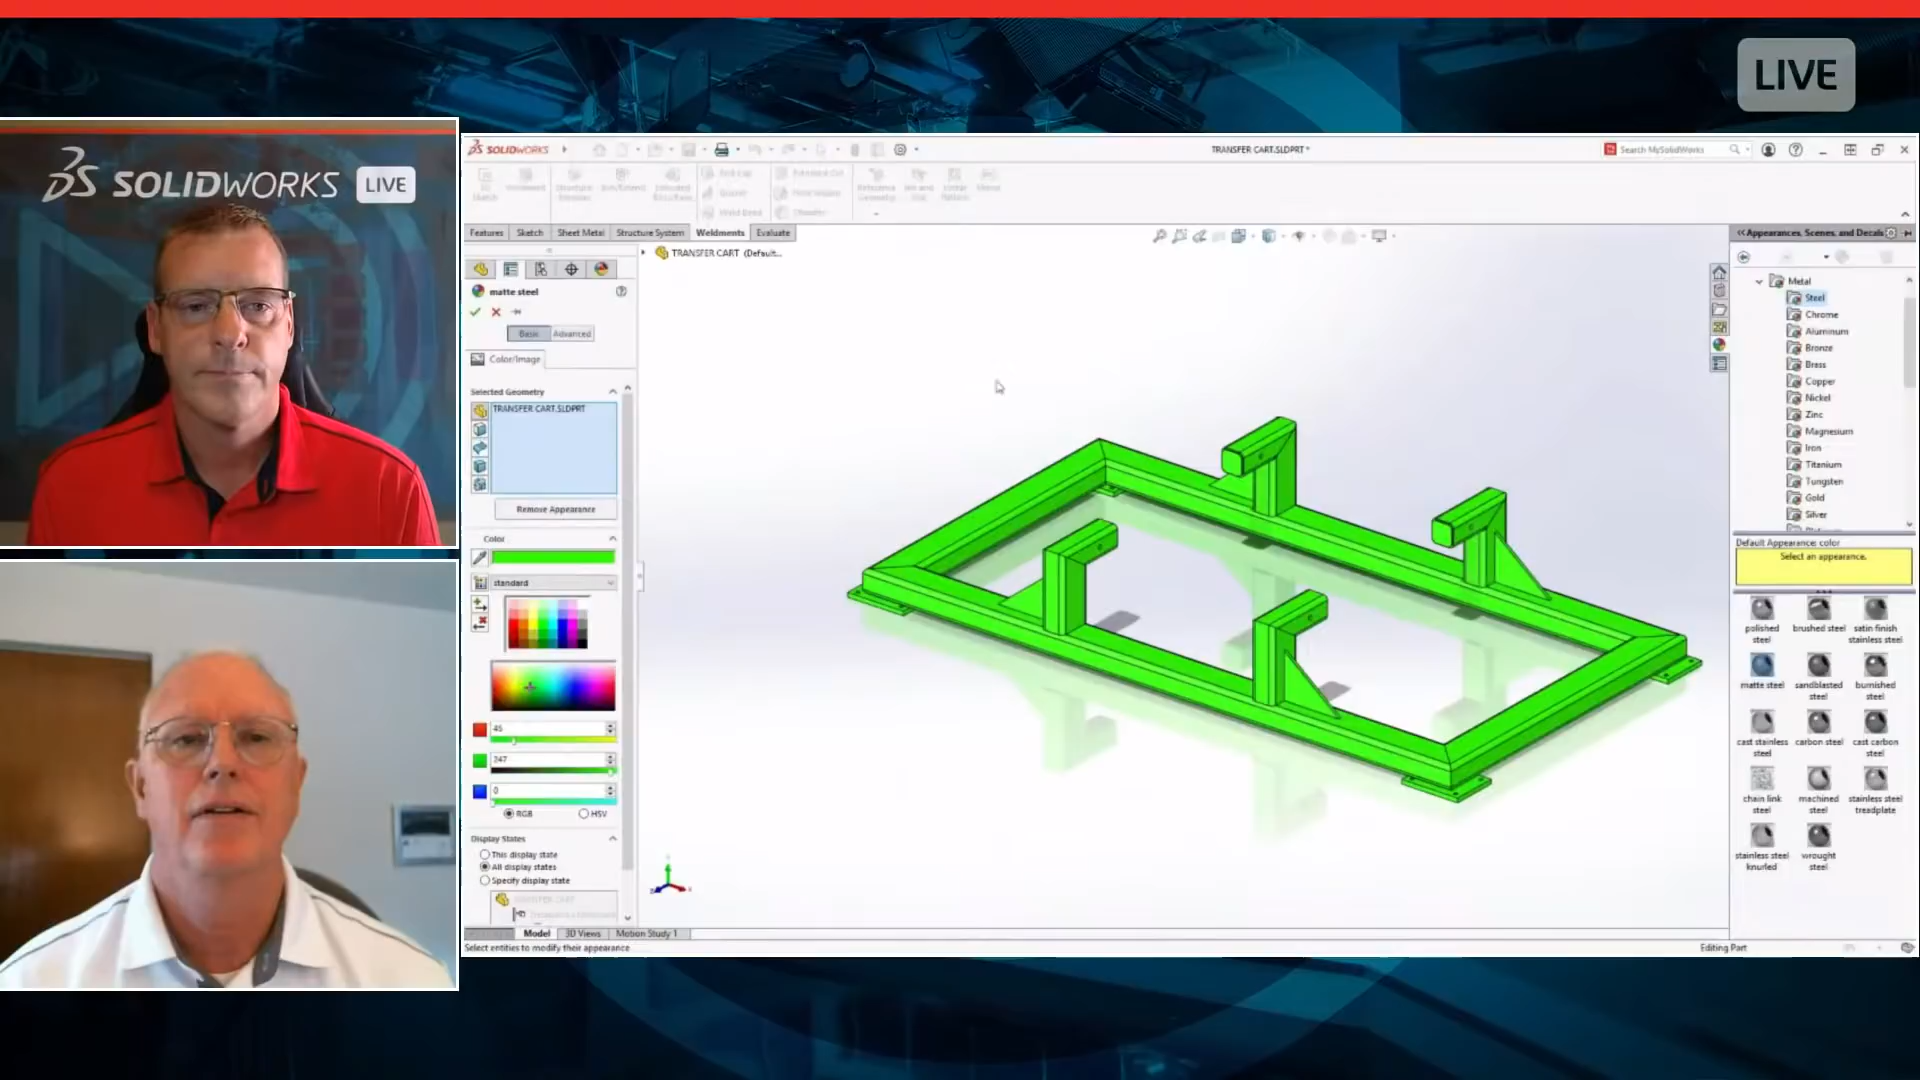 LIVE
SOLIDWORKS LIVE
SOLIDWORKS
TRANSFER CART.SLDPRT *
Search MySolidWorks
Features
Sketch
Sheet Metal
Structure System
Weldments
Evaluate
TRANSFER CART (Default...
matte steel
Basic
Advanced
Color/Image
Selected Geometry
TRANSFER CART.SLDPRT
Remove Appearance
Color
standard
45
247
0
RGB
HSV
Display States
This display state
All display states
Specify display state
TRANSFER CART
Model
3D Views
Motion Study 1
Select entities to modify their appearance
Editing Part
Appearances, Scenes, and Decals
Metal
Steel
Chrome
Aluminum
Bronze
Brass
Copper
Nickel
Zinc
Magnesium
Iron
Titanium
Tungsten
Gold
Silver
Default Appearance: color
Select an appearance.
polished steel
brushed steel
satin finish stainless steel
matte steel
sandblasted steel
burnished steel
cast stainless steel
carbon steel
cast carbon steel
chain link steel
machined steel
stainless steel treadplate
stainless steel knurled
wrought steel